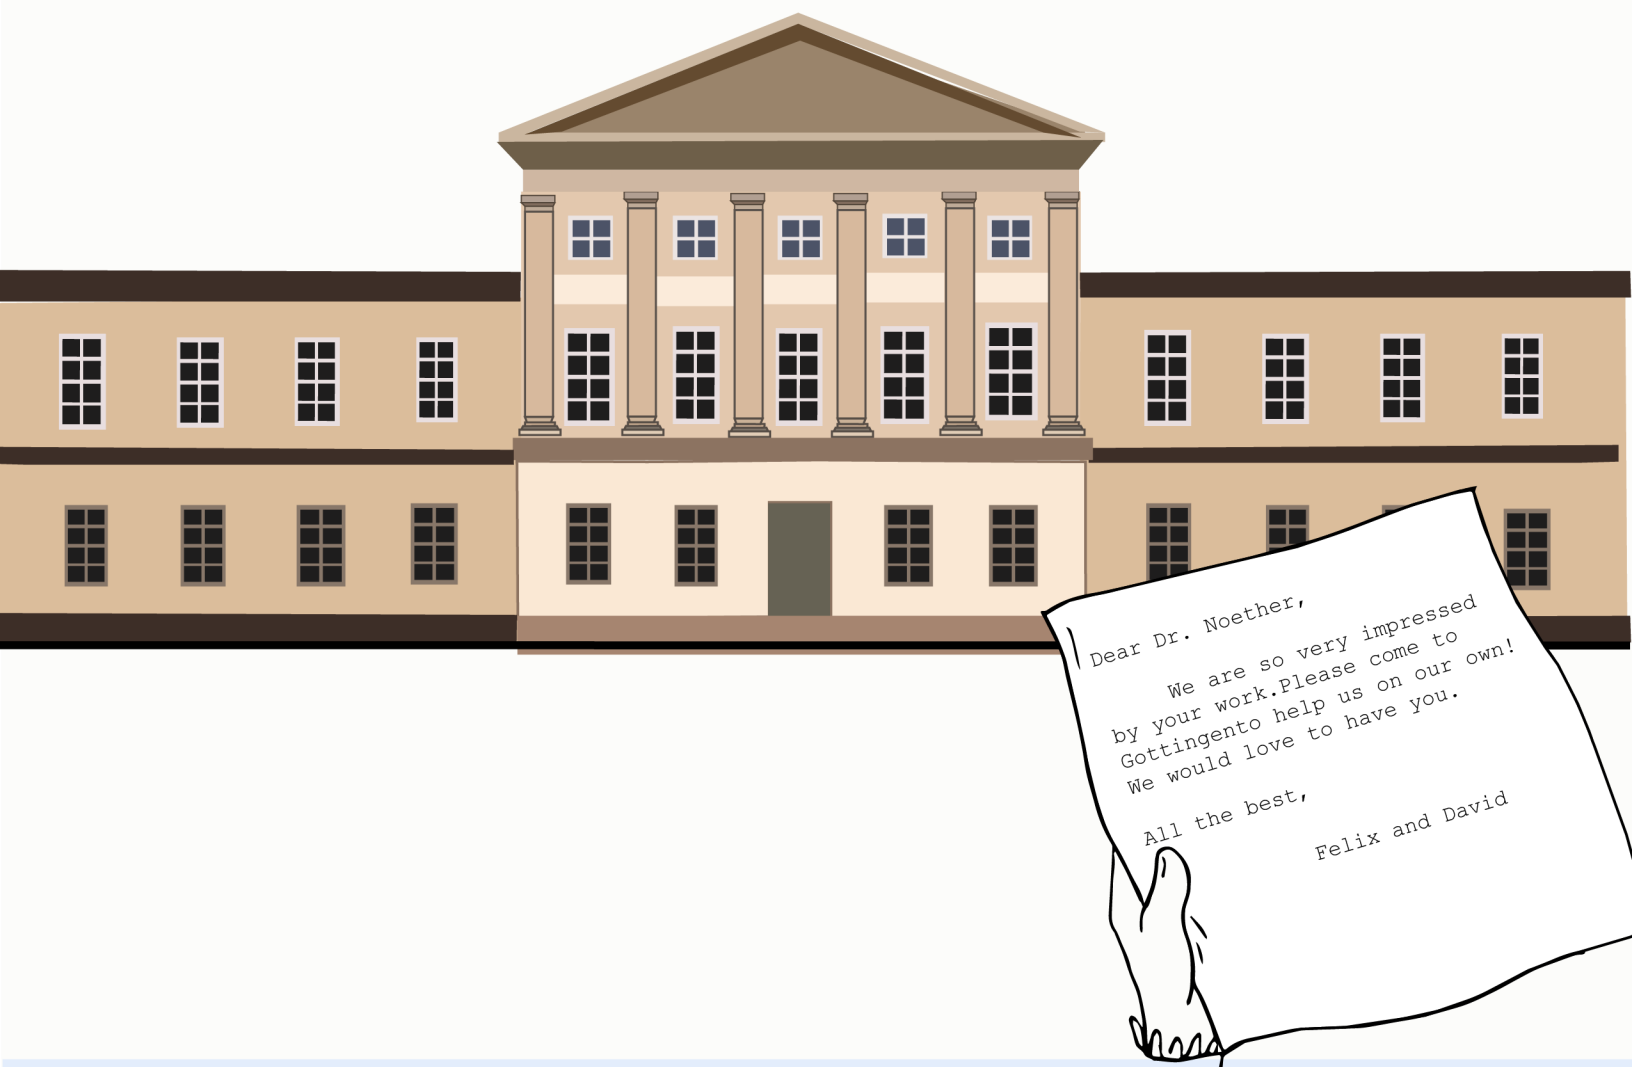 Dear Dr. Noether,
We are so very impressed
by your work.Please come to
Gottingento help us on our own!
We would love to have you.
All the best,
Felix and David